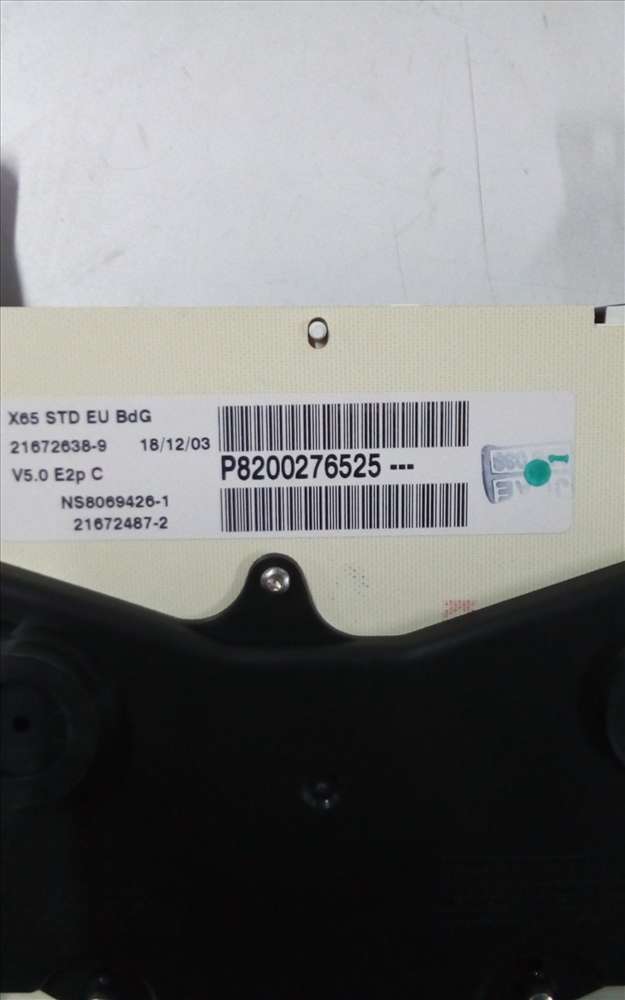 X65 STD EU BdG
21672638-9 18/12/03
V5.0 E2p C
NS8069426-1
21672487-2
P8200276525 ---